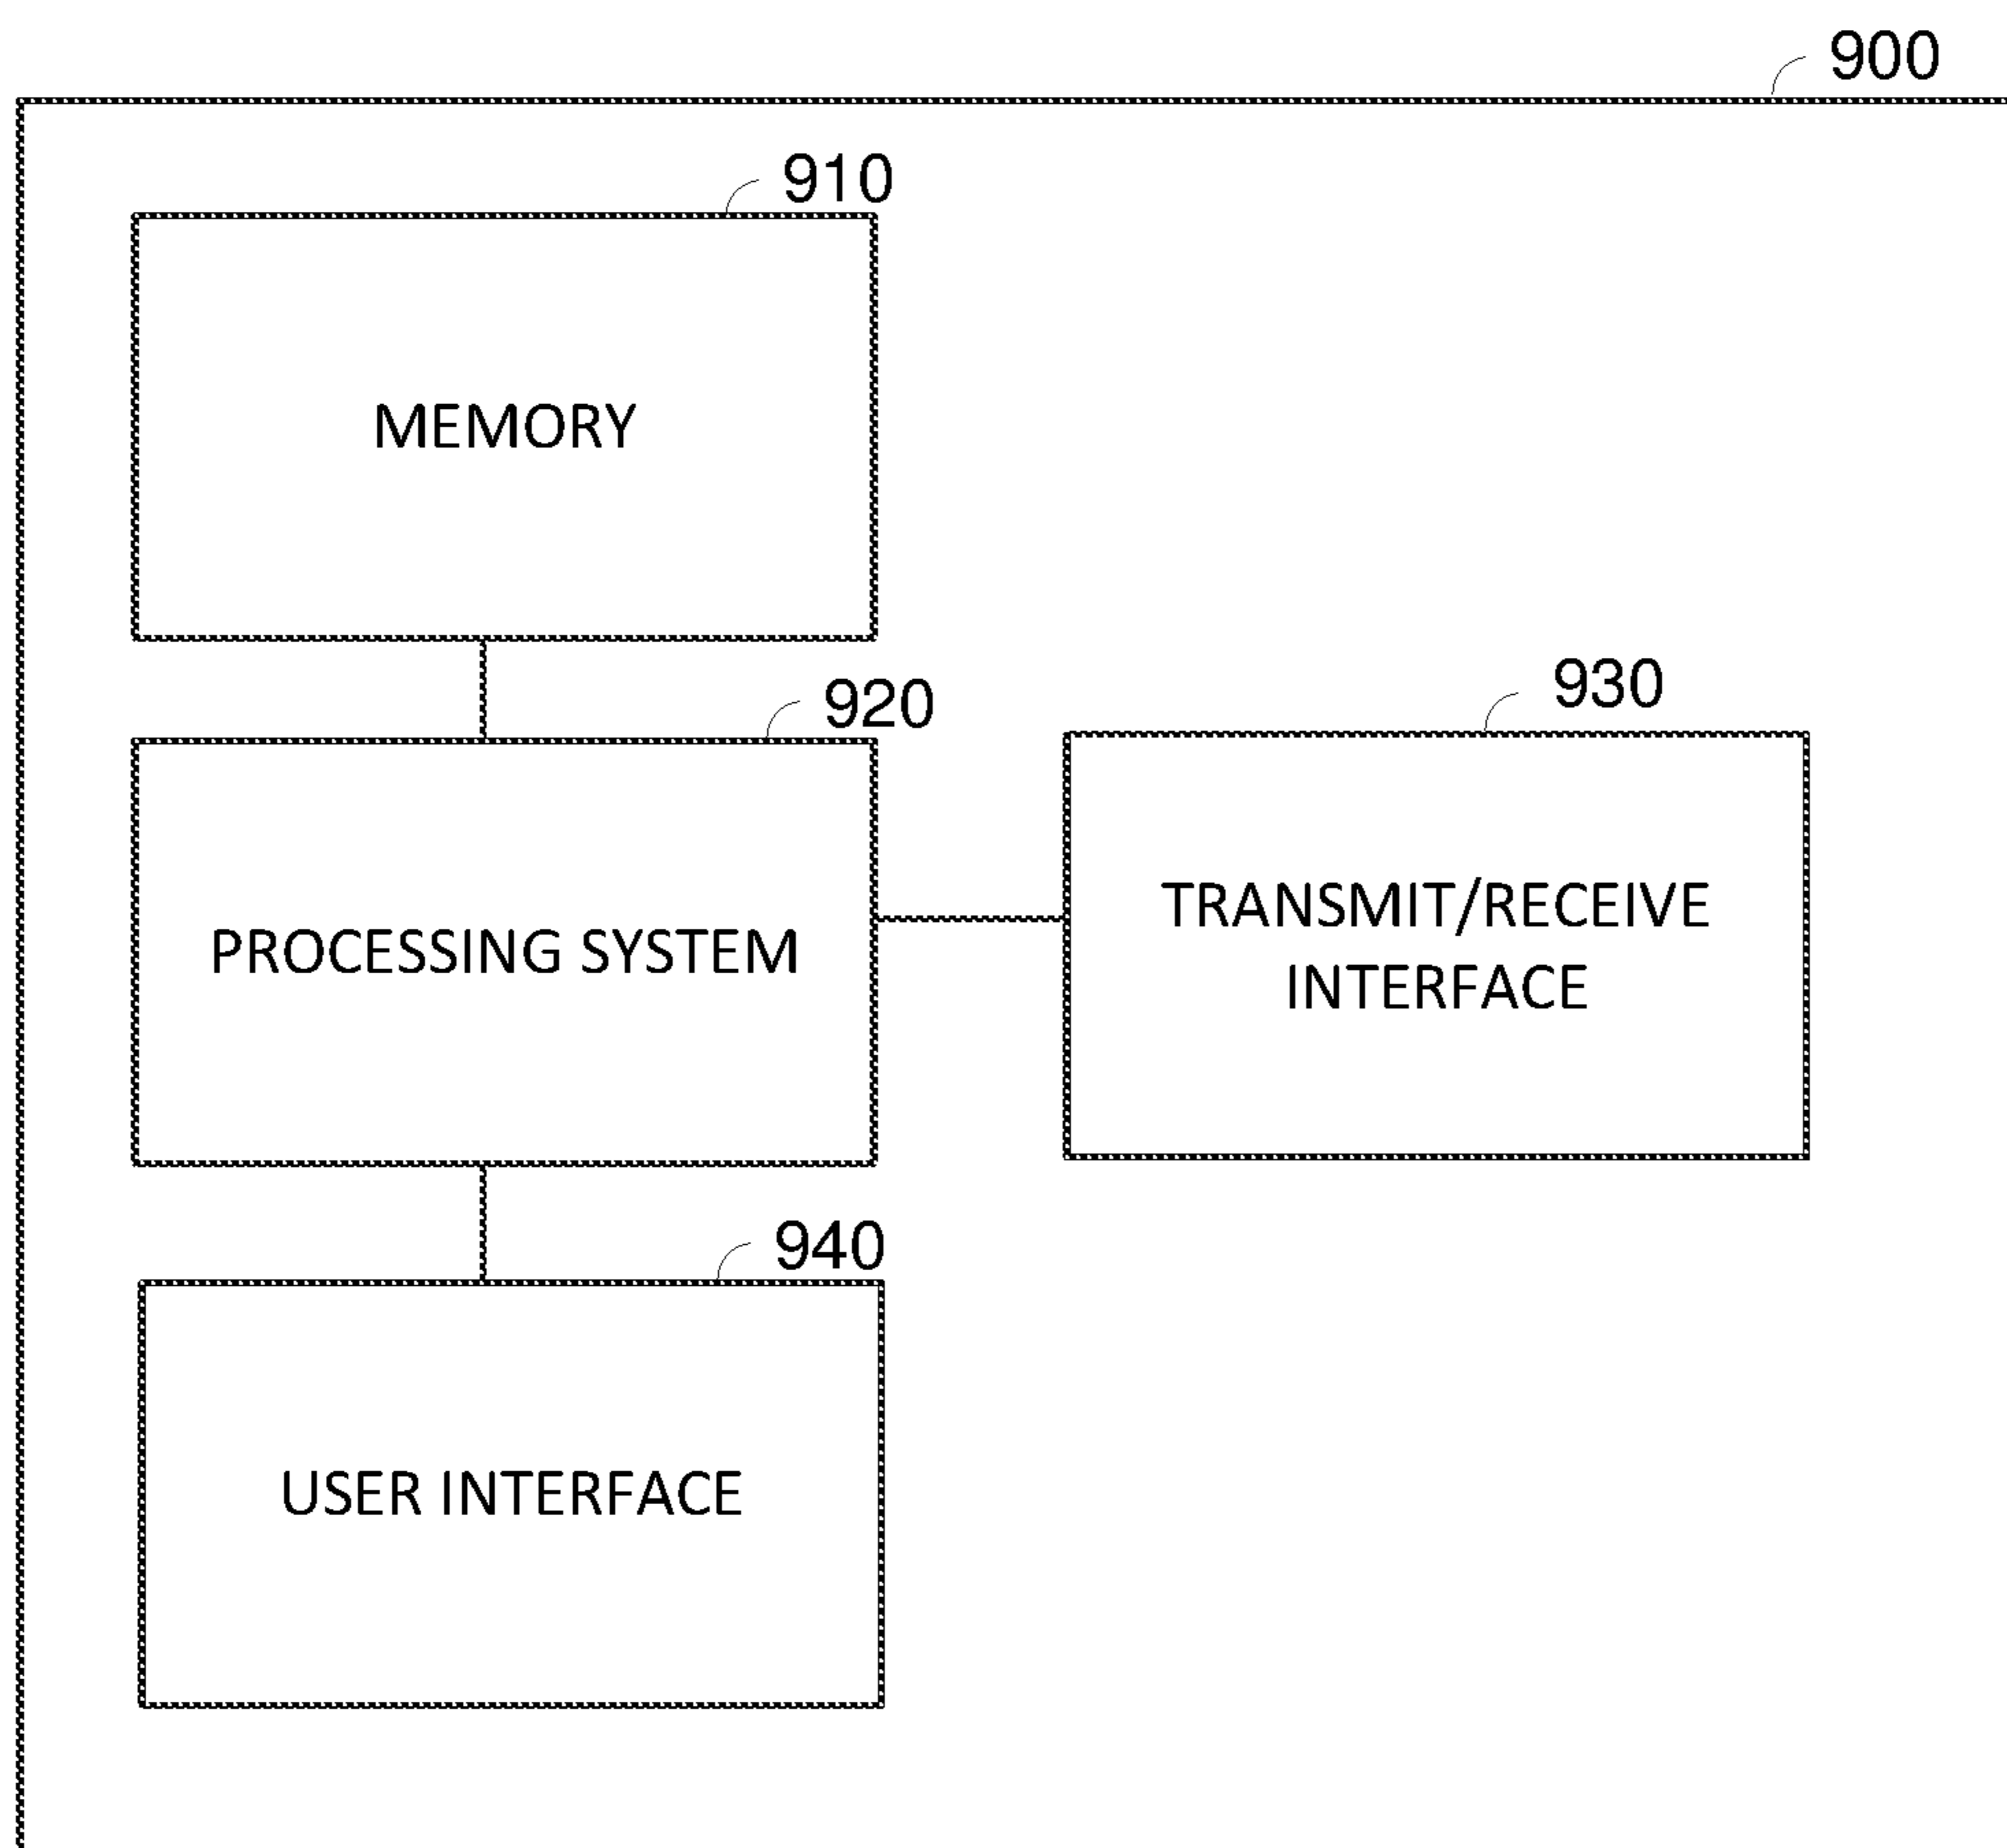 900
910
MEMORY
920
930
PROCESSING SYSTEM
TRANSMIT/RECEIVE
INTERFACE
940
USER INTERFACE